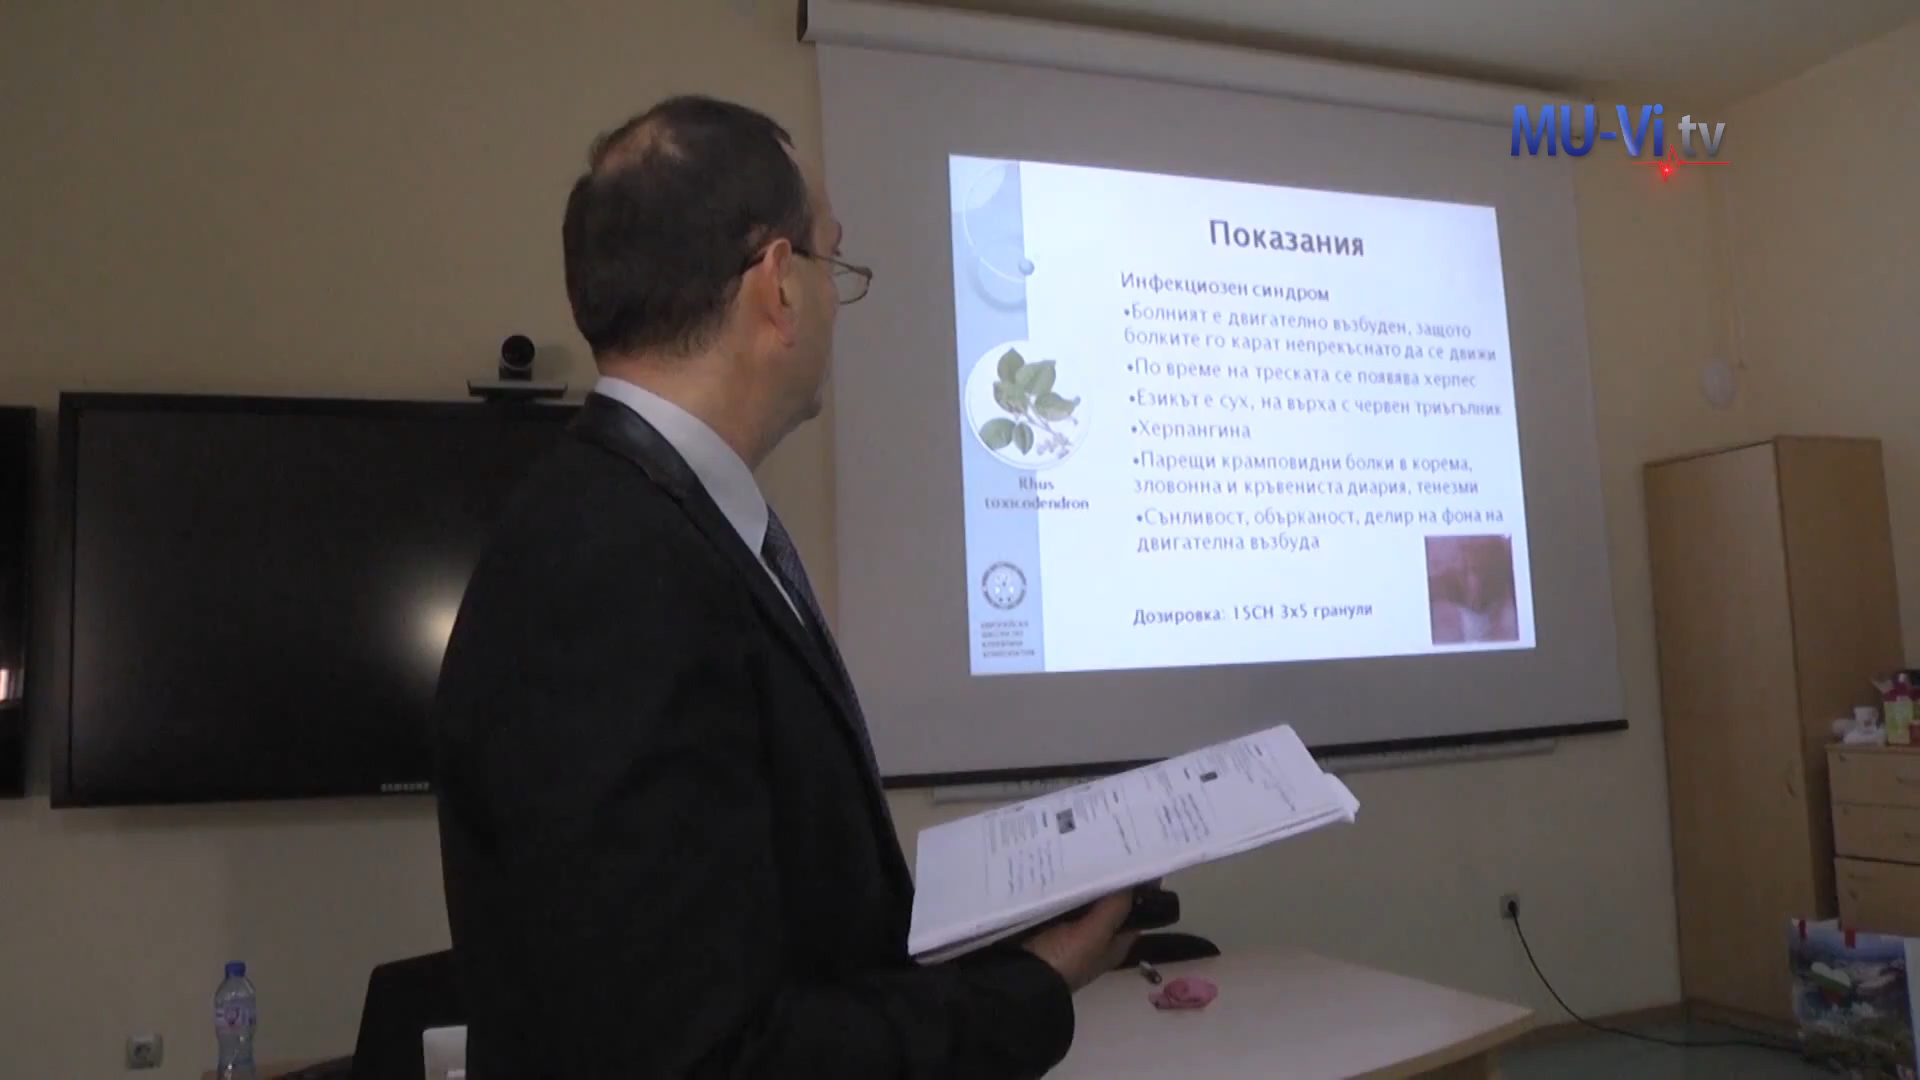 MU-Vi.tv
Показания
Инфекциозен синдром
•Болният е двигателно възбуден, защото
болките го карат непрекъснато да се движи
•По време на треската се появява херпес
•Езикът е сух, на върха с червен триъгълник
•Херпангина
•Парещи крамповидни болки в корема,
зловонна и кръвениста диария, тенезми
•Сънливост, обърканост, делир на фона на
двигателна възбуда
Дозировка: 15CH 3x5 гранули
Rhus
toxicodendron
SAMSUNG